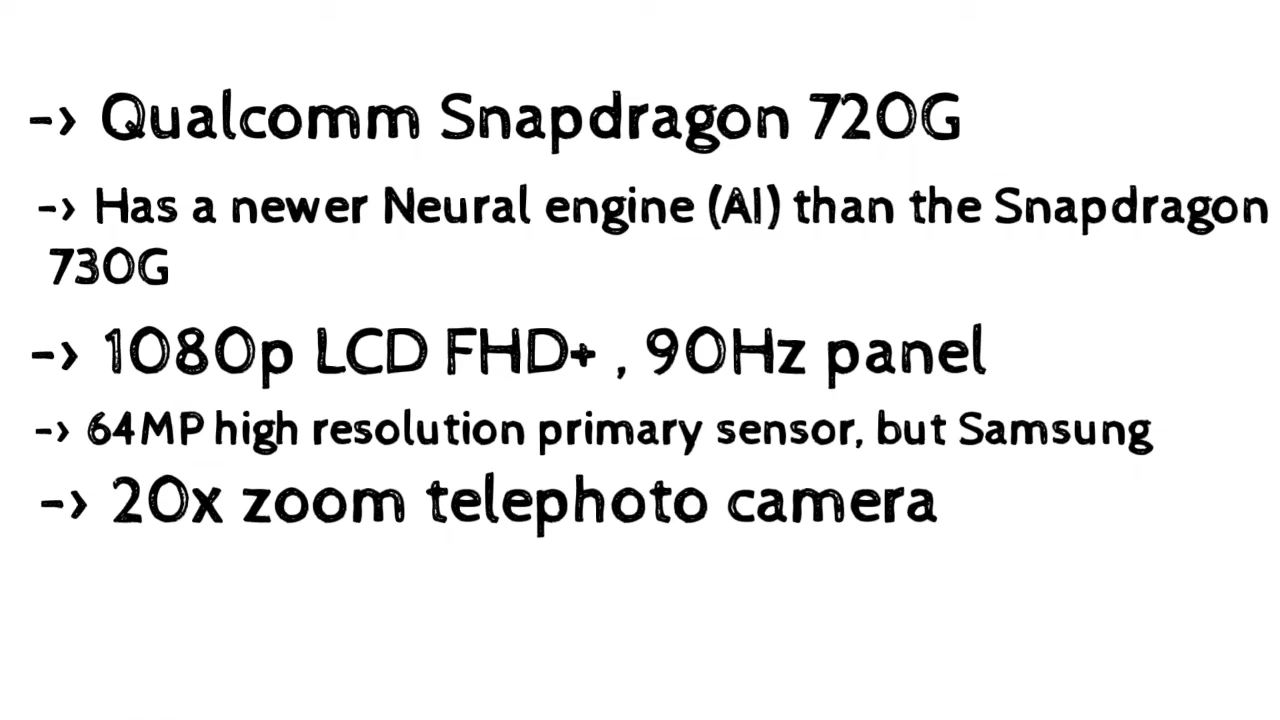 -> Qualcomm Snapdragon 720G
-> Has a newer Neural engine (AI) than the Snapdragon
730G
-> 1080p LCD FHD+ , 90Hz panel
-> 64MP high resolution primary sensor, but Samsung
-> 20x zoom telephoto camera